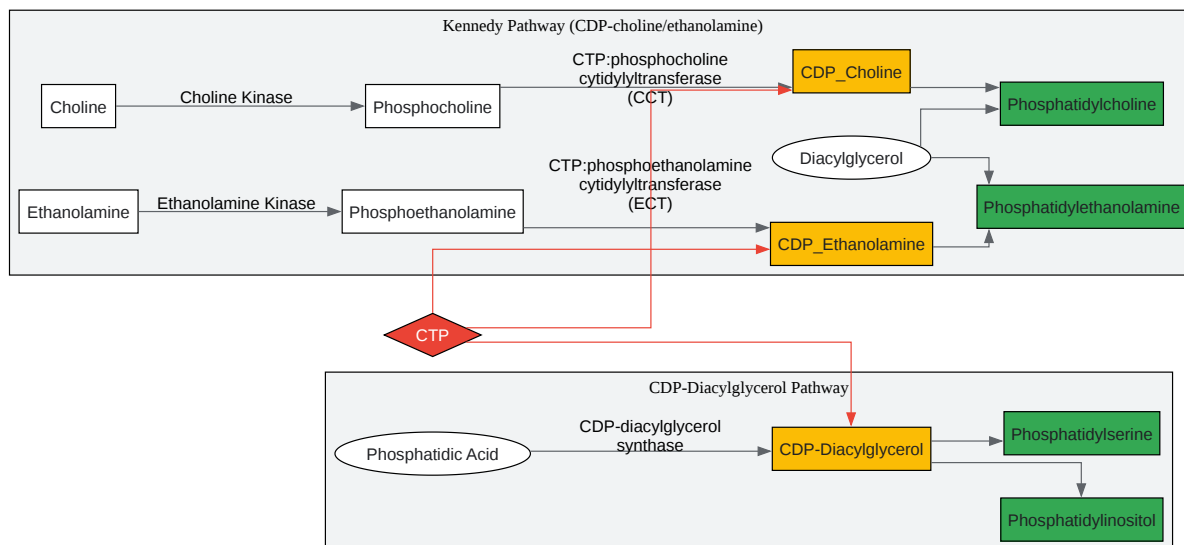 Kennedy Pathway (CDP-choline/ethanolamine)
CTP:phosphocholine
cytidylyltransferase
(CCT)
CDP_Choline
Choline
Choline Kinase
Phosphocholine
Phosphatidylcholine
Diacylglycerol
CTP:phosphoethanolamine
cytidylyltransferase
(ECT)
Ethanolamine
Ethanolamine Kinase
Phosphoethanolamine
Phosphatidylethanolamine
CDP_Ethanolamine
CTP
CDP-Diacylglycerol Pathway
Phosphatidic Acid
CDP-diacylglycerol
synthase
CDP-Diacylglycerol
Phosphatidylserine
Phosphatidylinositol